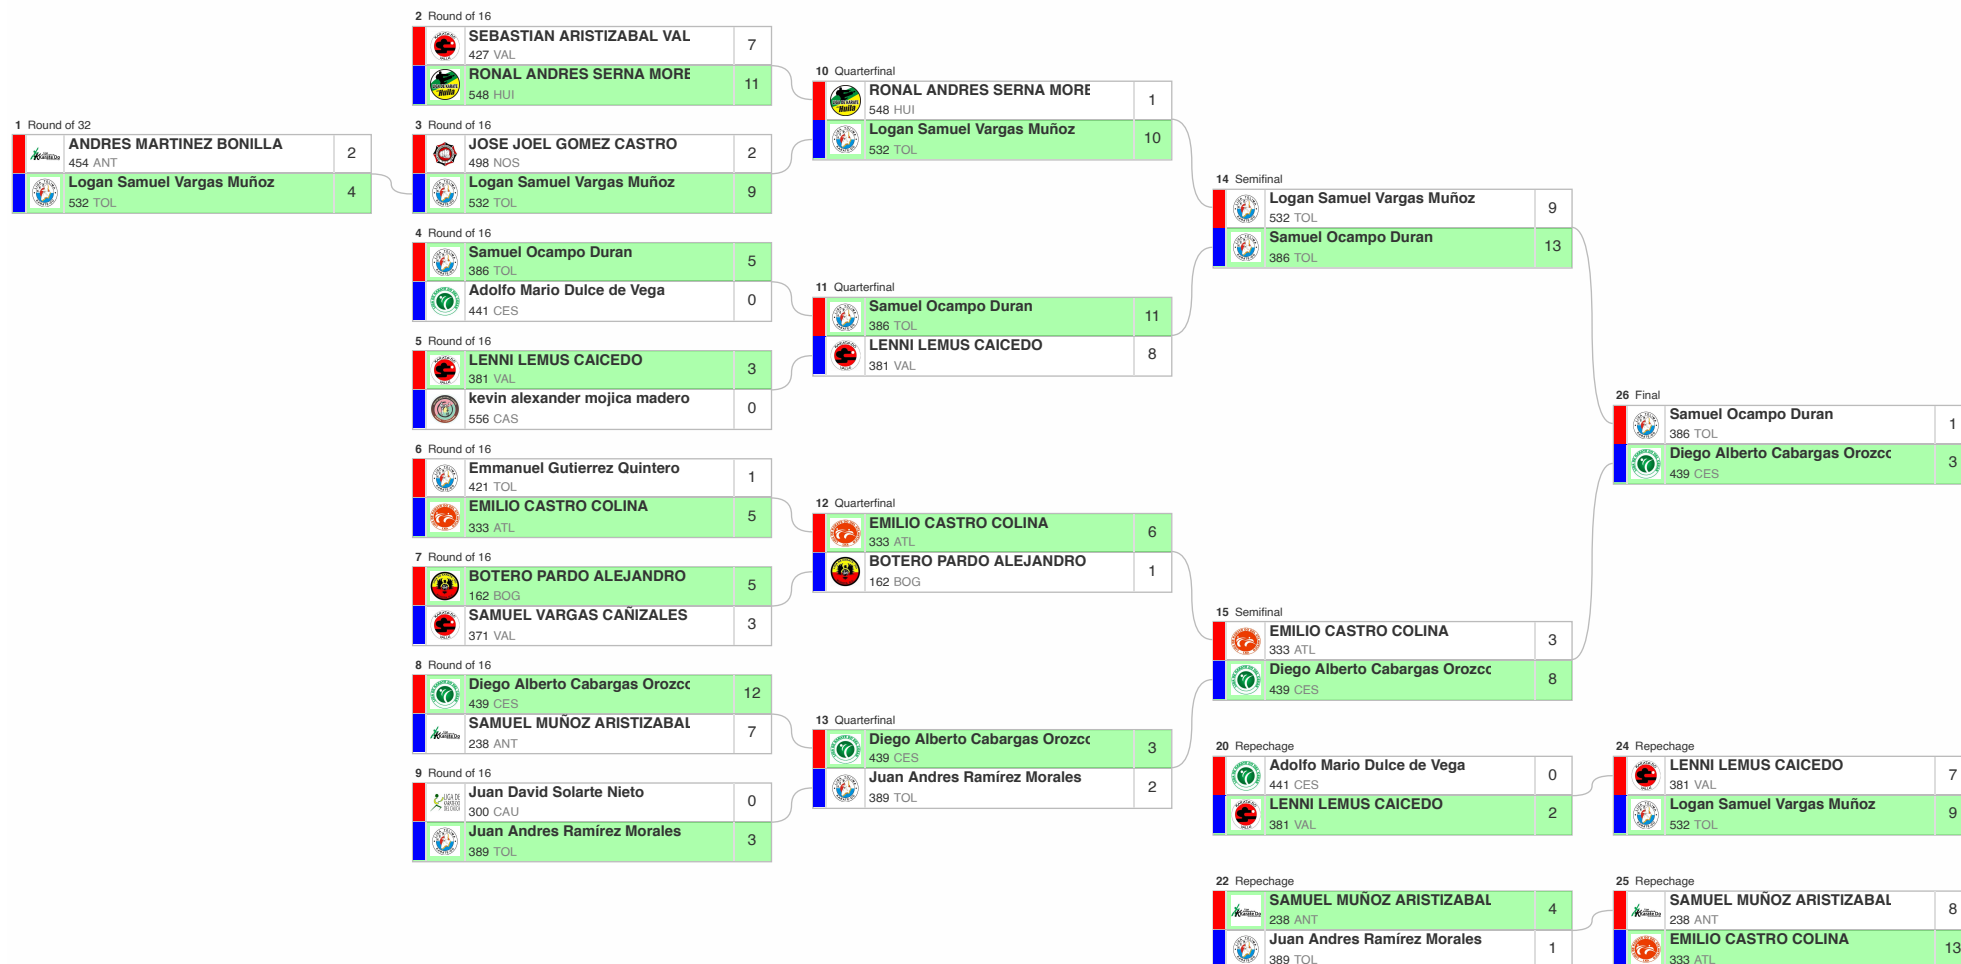 1 Round of 32
ANDRES MARTINEZ BONILLA 2
454 ANT
Logan Samuel Vargas Muñoz 4
532 TOL
2 Round of 16
SEBASTIAN ARISTIZABAL VAL 7
427 VAL
RONAL ANDRES SERNA MORE 11
548 HUI
3 Round of 16
JOSE JOEL GOMEZ CASTRO 2
498 NOS
Logan Samuel Vargas Muñoz 9
532 TOL
4 Round of 16
Samuel Ocampo Duran 5
386 TOL
Adolfo Mario Dulce de Vega 0
441 CES
5 Round of 16
LENNI LEMUS CAICEDO 3
381 VAL
kevin alexander mojica madero 0
556 CAS
6 Round of 16
Emmanuel Gutierrez Quintero 1
421 TOL
EMILIO CASTRO COLINA 5
333 ATL
7 Round of 16
BOTERO PARDO ALEJANDRO 5
162 BOG
SAMUEL VARGAS CAÑIZALES 3
371 VAL
8 Round of 16
Diego Alberto Cabargas Orozco 12
439 CES
SAMUEL MUÑOZ ARISTIZABAL 7
238 ANT
9 Round of 16
Juan David Solarte Nieto 0
300 CAU
Juan Andres Ramírez Morales 3
389 TOL
10 Quarterfinal
RONAL ANDRES SERNA MORE 1
548 HUI
Logan Samuel Vargas Muñoz 10
532 TOL
11 Quarterfinal
Samuel Ocampo Duran 11
386 TOL
LENNI LEMUS CAICEDO 8
381 VAL
12 Quarterfinal
EMILIO CASTRO COLINA 6
333 ATL
BOTERO PARDO ALEJANDRO 1
162 BOG
13 Quarterfinal
Diego Alberto Cabargas Orozco 3
439 CES
Juan Andres Ramírez Morales 2
389 TOL
14 Semifinal
Logan Samuel Vargas Muñoz 9
532 TOL
Samuel Ocampo Duran 13
386 TOL
15 Semifinal
EMILIO CASTRO COLINA 3
333 ATL
Diego Alberto Cabargas Orozco 8
439 CES
26 Final
Samuel Ocampo Duran 1
386 TOL
Diego Alberto Cabargas Orozco 3
439 CES
20 Repechage
Adolfo Mario Dulce de Vega 0
441 CES
LENNI LEMUS CAICEDO 2
381 VAL
24 Repechage
LENNI LEMUS CAICEDO 7
381 VAL
Logan Samuel Vargas Muñoz 9
532 TOL
22 Repechage
SAMUEL MUÑOZ ARISTIZABAL 4
238 ANT
Juan Andres Ramírez Morales 1
389 TOL
25 Repechage
SAMUEL MUÑOZ ARISTIZABAL 8
238 ANT
EMILIO CASTRO COLINA 13
333 ATL